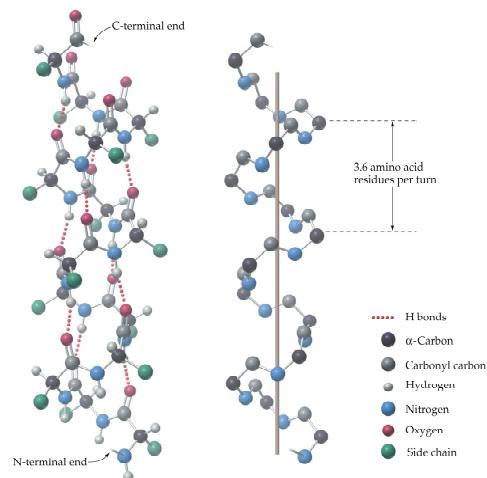 C-terminal end
3.6 amino acid
residues per turn
H bonds
α-Carbon
Carbonyl carbon
Hydrogen
Nitrogen
Oxygen
Side chain
N-terminal end